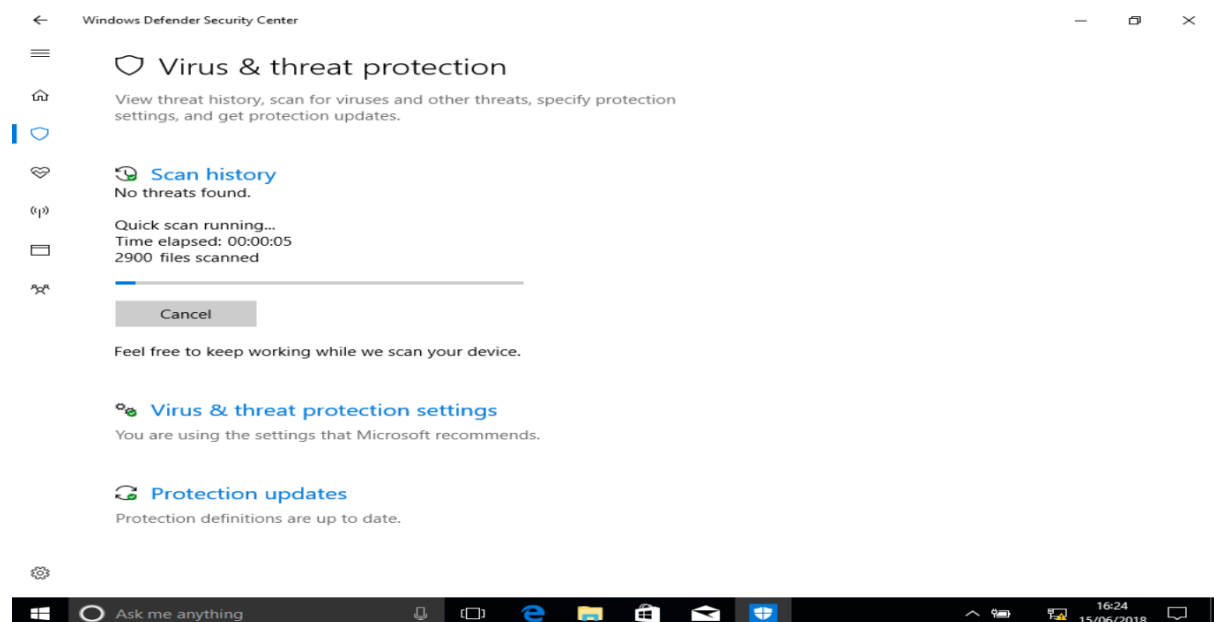 Windows Defender Security Center
Virus & threat protection
View threat history, scan for viruses and other threats, specify protection
settings, and get protection updates.
Scan history
No threats found.
Quick scan running...
Time elapsed: 00:00:05
2900 files scanned
Cancel
Feel free to keep working while we scan your device.
Virus & threat protection settings
You are using the settings that Microsoft recommends.
Protection updates
Protection definitions are up to date.
Ask me anything
16:24
15/06/2018